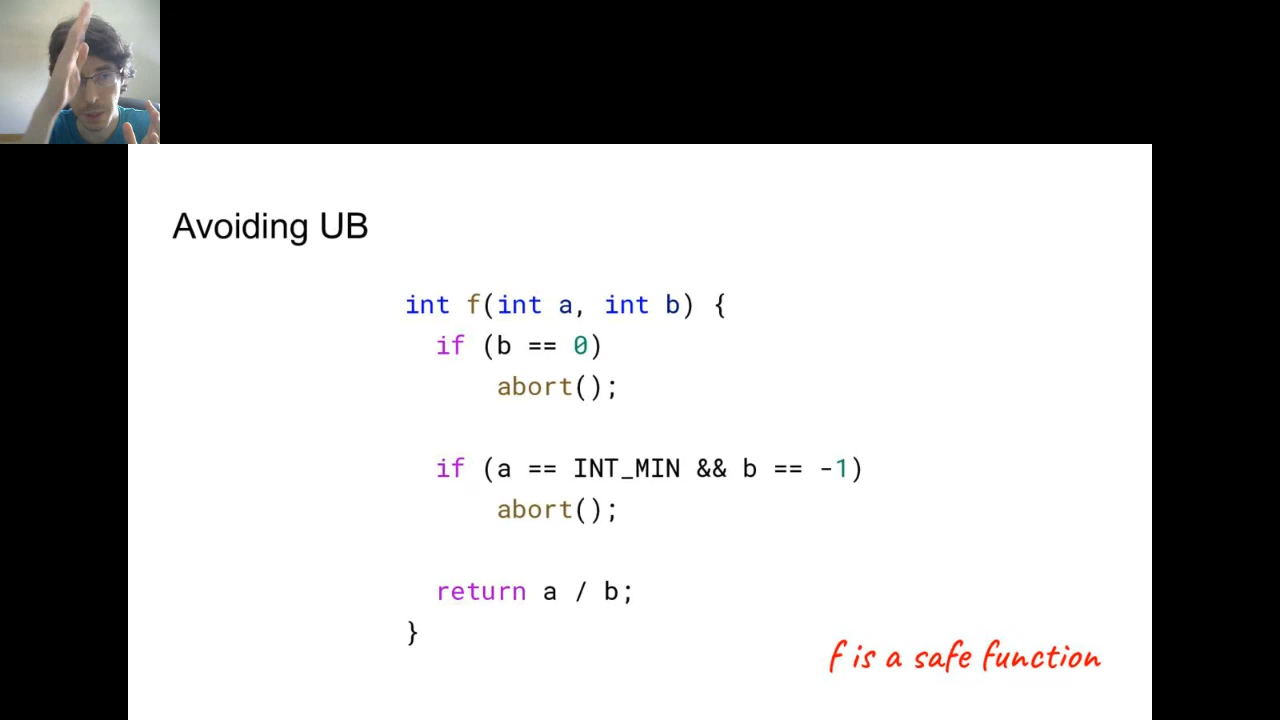 Avoiding UB
int f(int a, int b) {
if (b == 0)
abort();
if (a == INT_MIN && b == -1)
abort();
return a / b;
}
f is a safe function